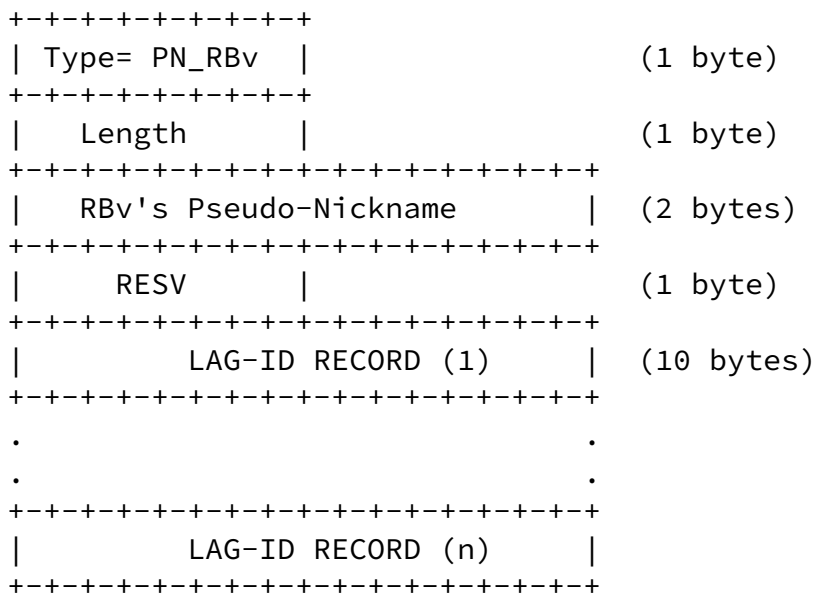 +-+-+-+-+-+-+-+-+
| Type= PN_RBv  |                  (1 byte)
+-+-+-+-+-+-+-+-+
|   Length      |                  (1 byte)
+-+-+-+-+-+-+-+-+-+-+-+-+-+-+-+-+
|   RBv's Pseudo-Nickname       |  (2 bytes)
+-+-+-+-+-+-+-+-+-+-+-+-+-+-+-+-+
|     RESV      |                  (1 byte)
+-+-+-+-+-+-+-+-+-+-+-+-+-+-+-+-+
|         LAG-ID RECORD (1)     |  (10 bytes)
+-+-+-+-+-+-+-+-+-+-+-+-+-+-+-+-+
.                               .
.                               .
+-+-+-+-+-+-+-+-+-+-+-+-+-+-+-+-+
|         LAG-ID RECORD (n)     |
+-+-+-+-+-+-+-+-+-+-+-+-+-+-+-+-+